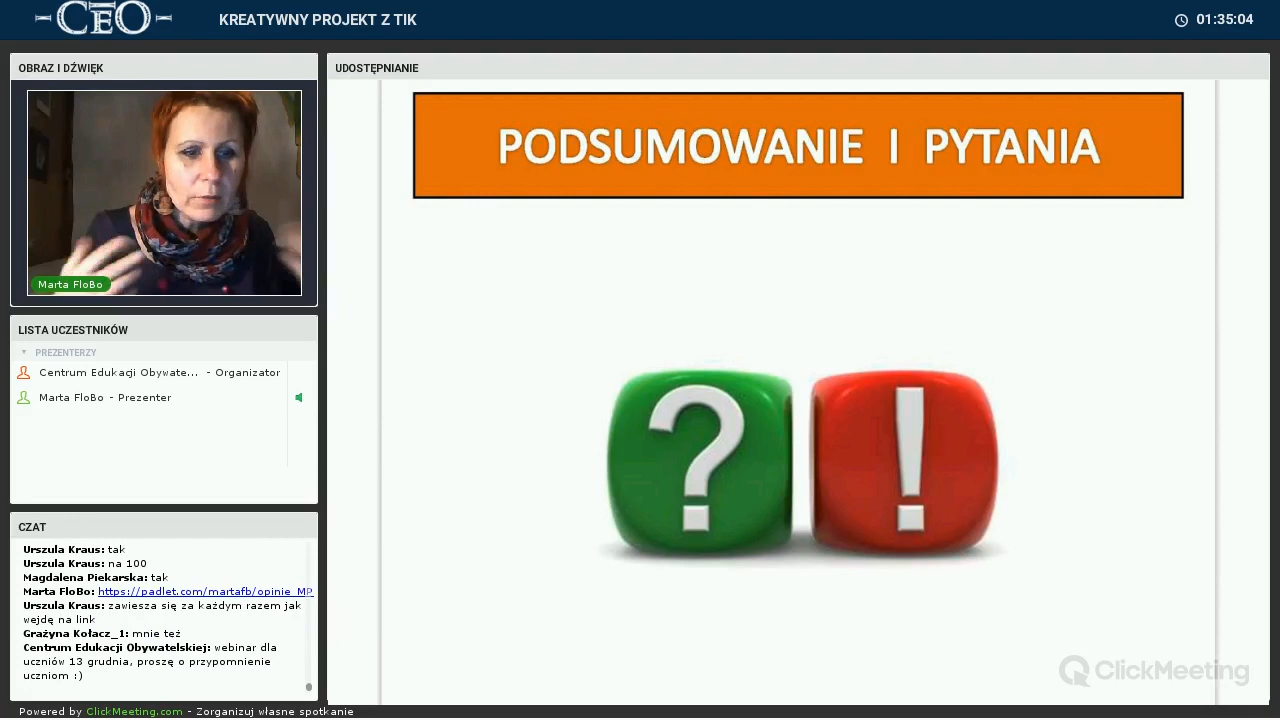 CEO
KREATYWNY PROJEKT Z TIK
01:35:04
OBRAZ I DŹWIĘK
Marta FloBo
LISTA UCZESTNIKÓW
PREZENTERZY
Centrum Edukacji Obywate... - Organizator
Marta FloBo - Prezenter
CZAT
Urszula Kraus: tak
Urszula Kraus: na 100
Magdalena Piekarska: tak
Marta FloBo: https://padlet.com/martafb/opinie_MP
Urszula Kraus: zawiesza się za każdym razem jak
wejdę na link
Grażyna Kołacz_1: mnie też
Centrum Edukacji Obywatelskiej: webinar dla
uczniów 13 grudnia, proszę o przypomnienie
uczniom :)
Powered by ClickMeeting.com - Zorganizuj własne spotkanie
UDOSTĘPNIANIE
PODSUMOWANIE I PYTANIA
? !
ClickMeeting